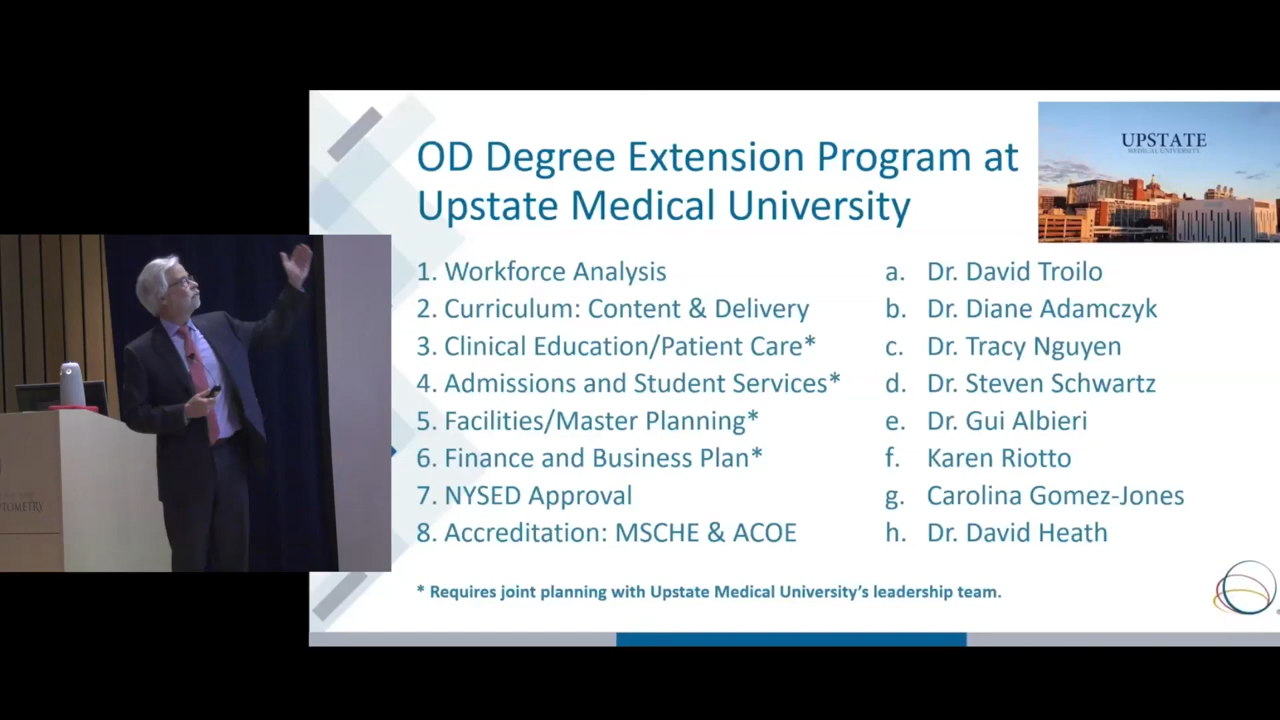 OD Degree Extension Program at
Upstate Medical University
UPSTATE
MEDICAL UNIVERSITY
1. Workforce Analysis
2. Curriculum: Content & Delivery
3. Clinical Education/Patient Care*
4. Admissions and Student Services*
5. Facilities/Master Planning*
6. Finance and Business Plan*
7. NYSED Approval
8. Accreditation: MSCHE & ACOE
a. Dr. David Troilo
b. Dr. Diane Adamczyk
c. Dr. Tracy Nguyen
d. Dr. Steven Schwartz
e. Dr. Gui Albieri
f. Karen Riotto
g. Carolina Gomez-Jones
h. Dr. David Heath
* Requires joint planning with Upstate Medical University's leadership team.